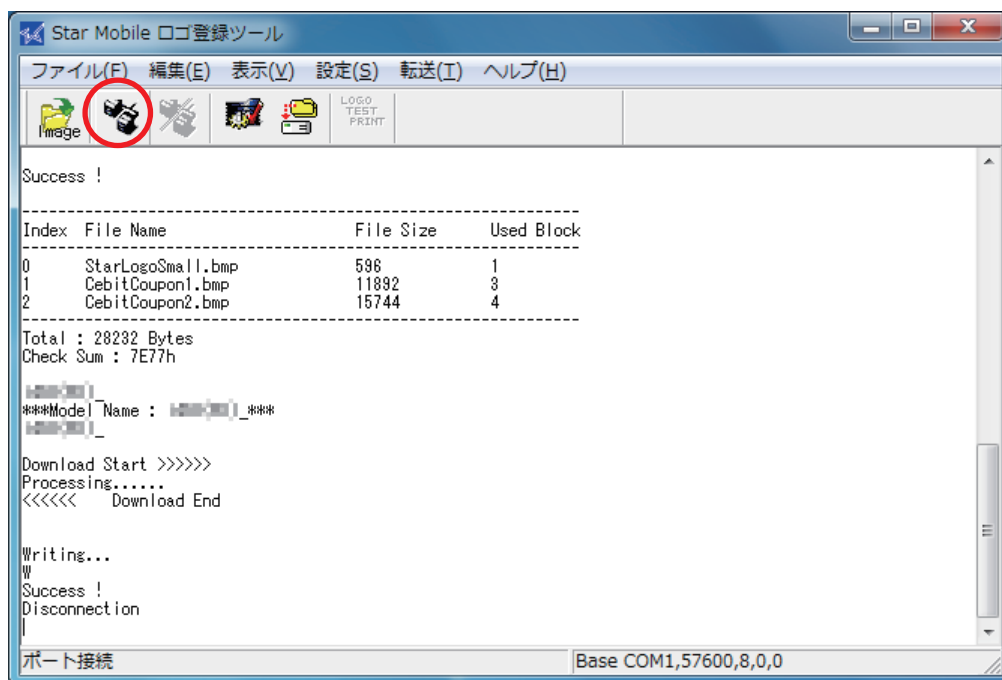 Star Mobile ロゴ登録ツール
ファイル(F) 編集(E) 表示(V) 設定(S) 転送(T) ヘルプ(H)
Image
LOGO
TEST
PRINT
Success !
-----------------------------------------------------------------
Index File Name File Size Used Block
-----------------------------------------------------------------
0 StarLogoSmall.bmp 596 1
1 CebitCoupon1.bmp 11892 3
2 CebitCoupon2.bmp 15744 4
-----------------------------------------------------------------
Total : 28232 Bytes
Check Sum : 7E77h
***Model Name : _***
Download Start >>>>>>
Processing......
<<<<<< Download End
Writing...
W
Success !
Disconnection
ポート接続
Base COM1,57600,8,0,0